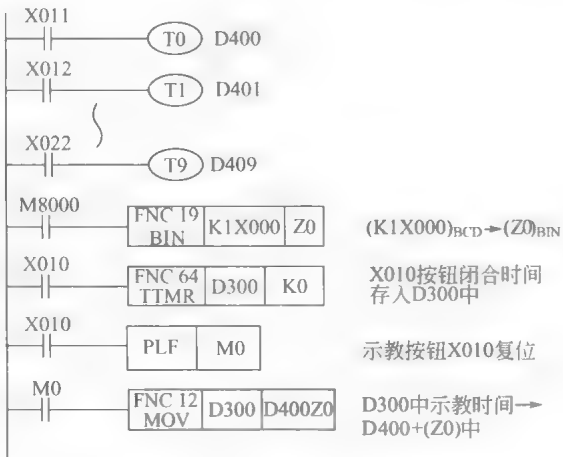 X011
T0 D400
X012
T1 D401
X022
T9 D409
M8000
FNC 19 BIN K1X000 Z0 (K1X000)BCD→(Z0)BIN
X010
FNC 64 TTMR D300 K0 X010按钮闭合时间
存入D300中
X010
PLF M0 示教按钮X010复位
M0
FNC 12 MOV D300 D400Z0 D300中示教时间→
D400+(Z0)中